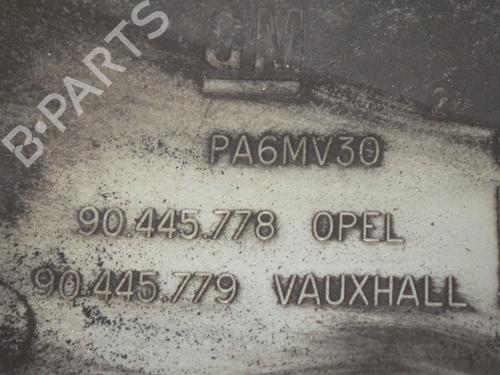 B-PARTS
GM
PA6MV30
90.445.778 OPEL
90.445.779 VAUXHALL